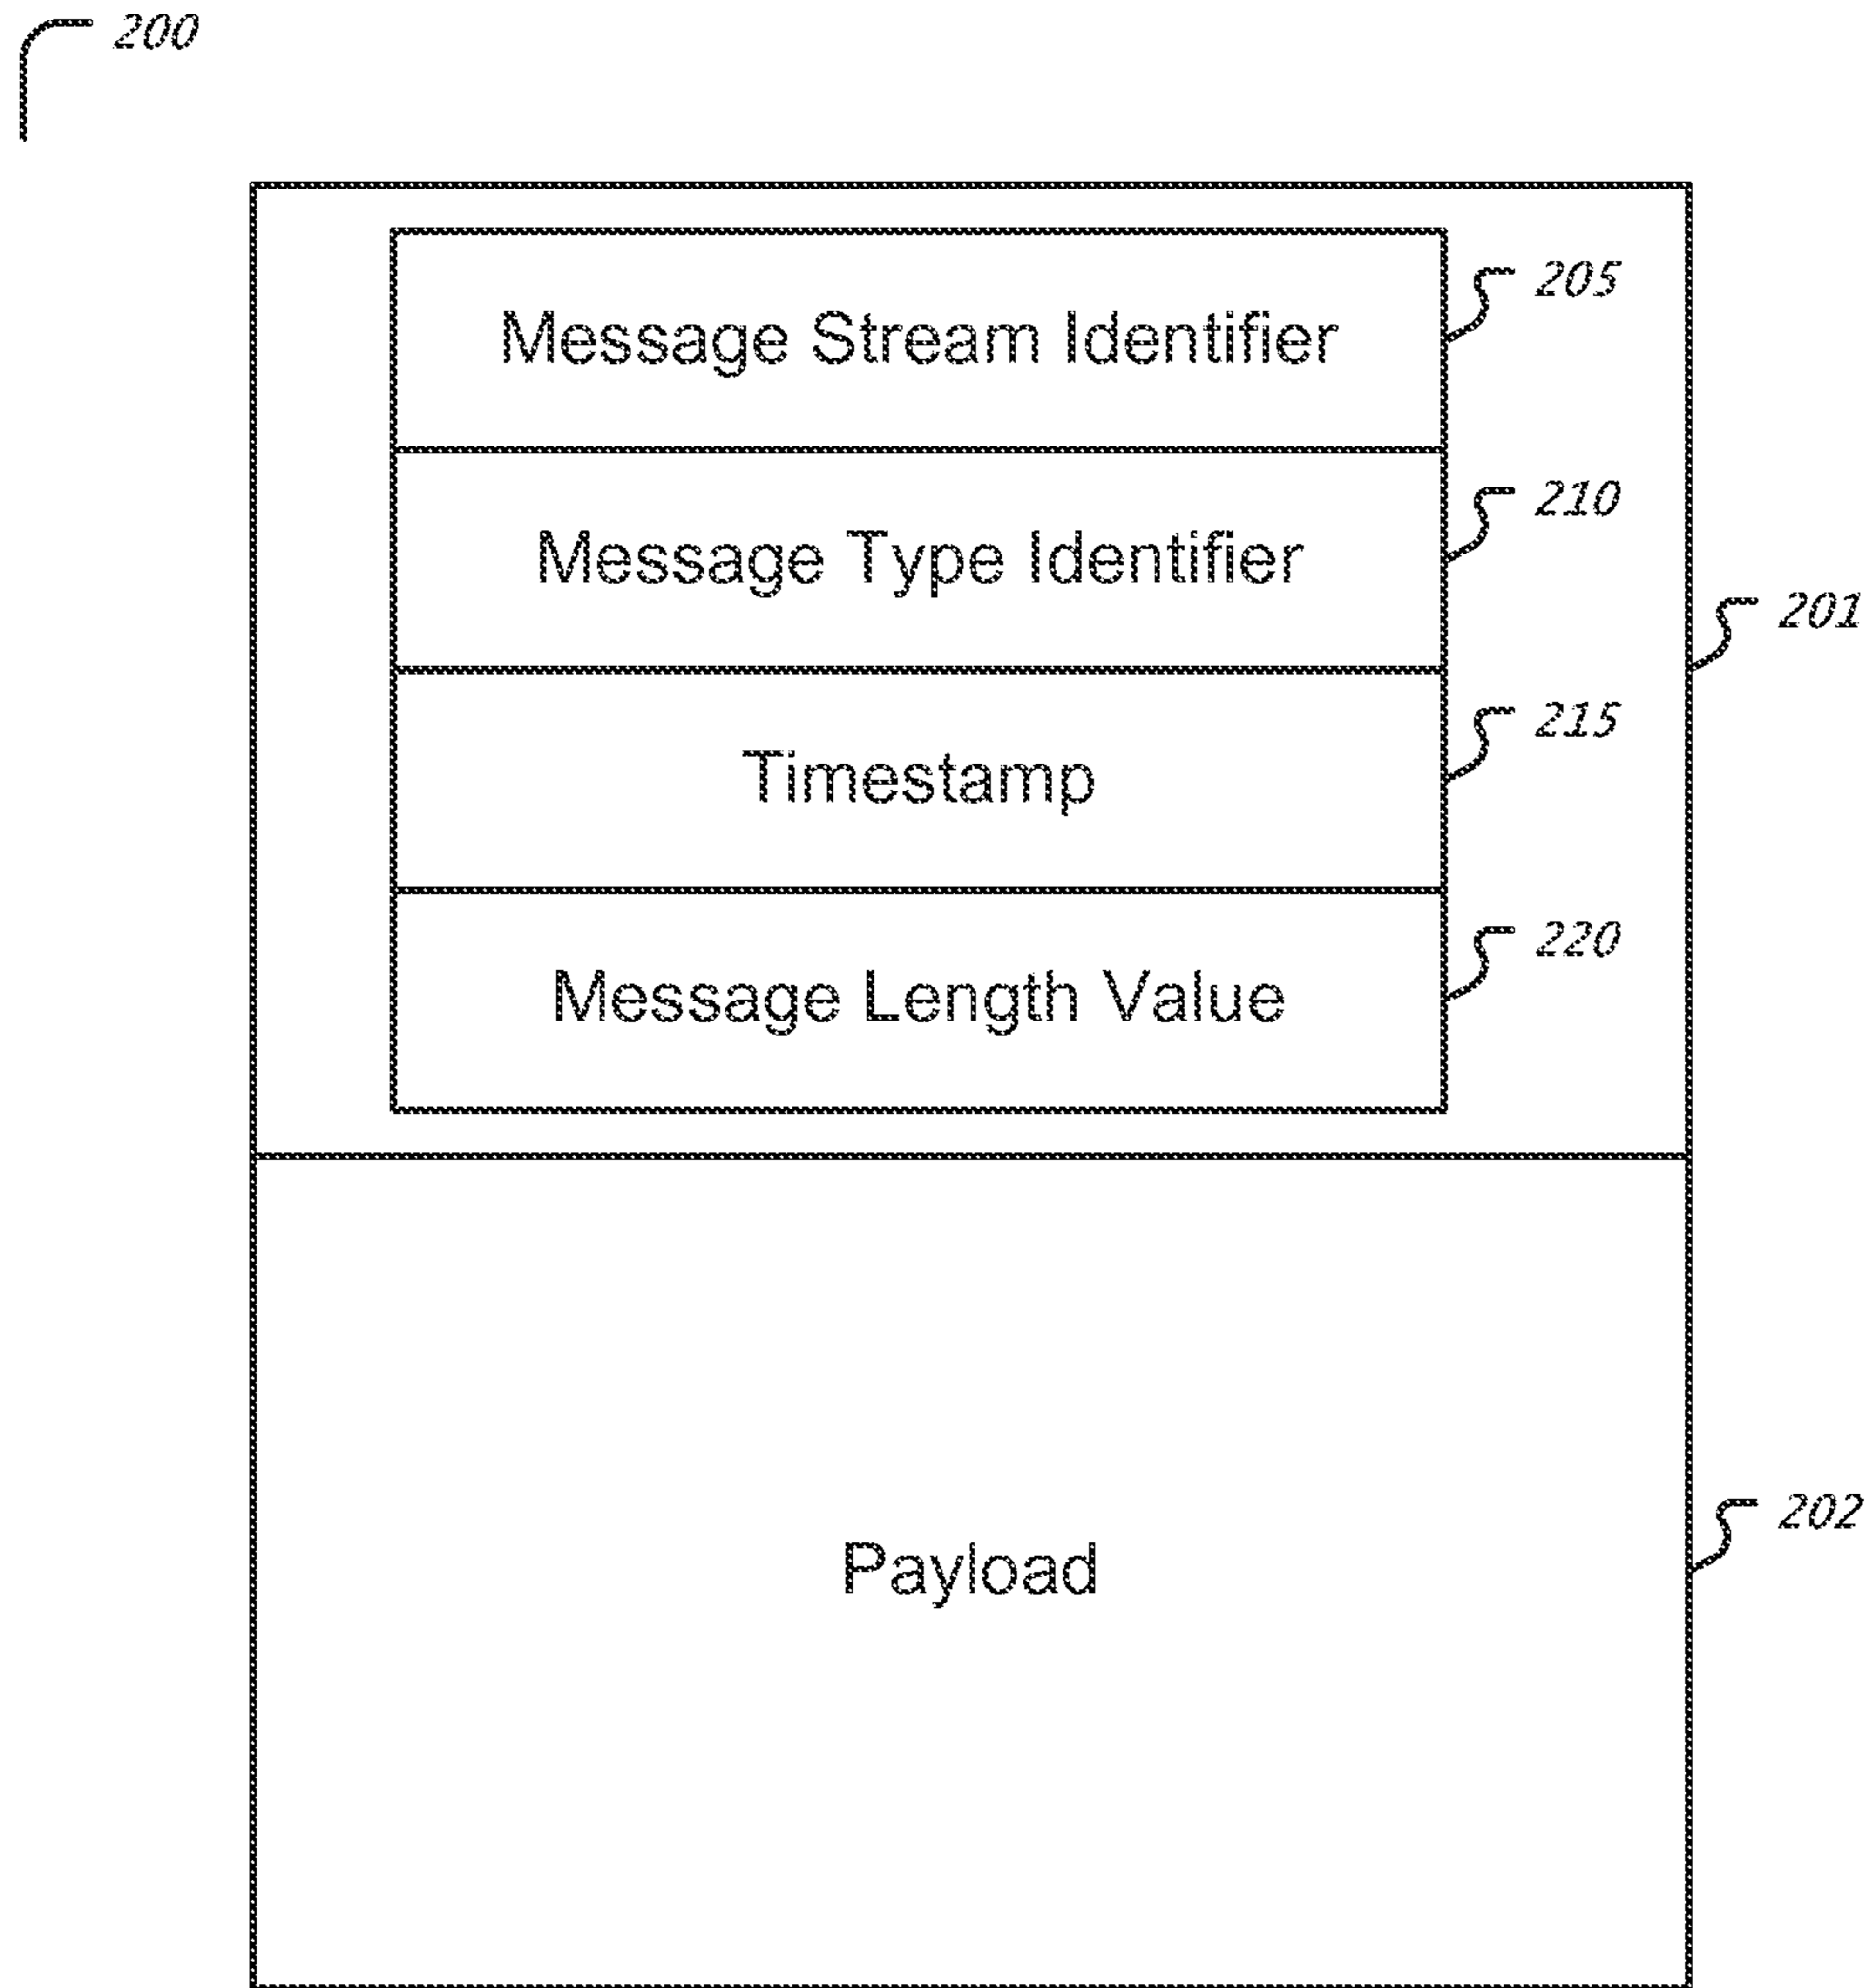 200
Message Stream Identifier
205
Message Type Identifier
210
201
Timestamp
215
Message Length Value
220
Payload
202